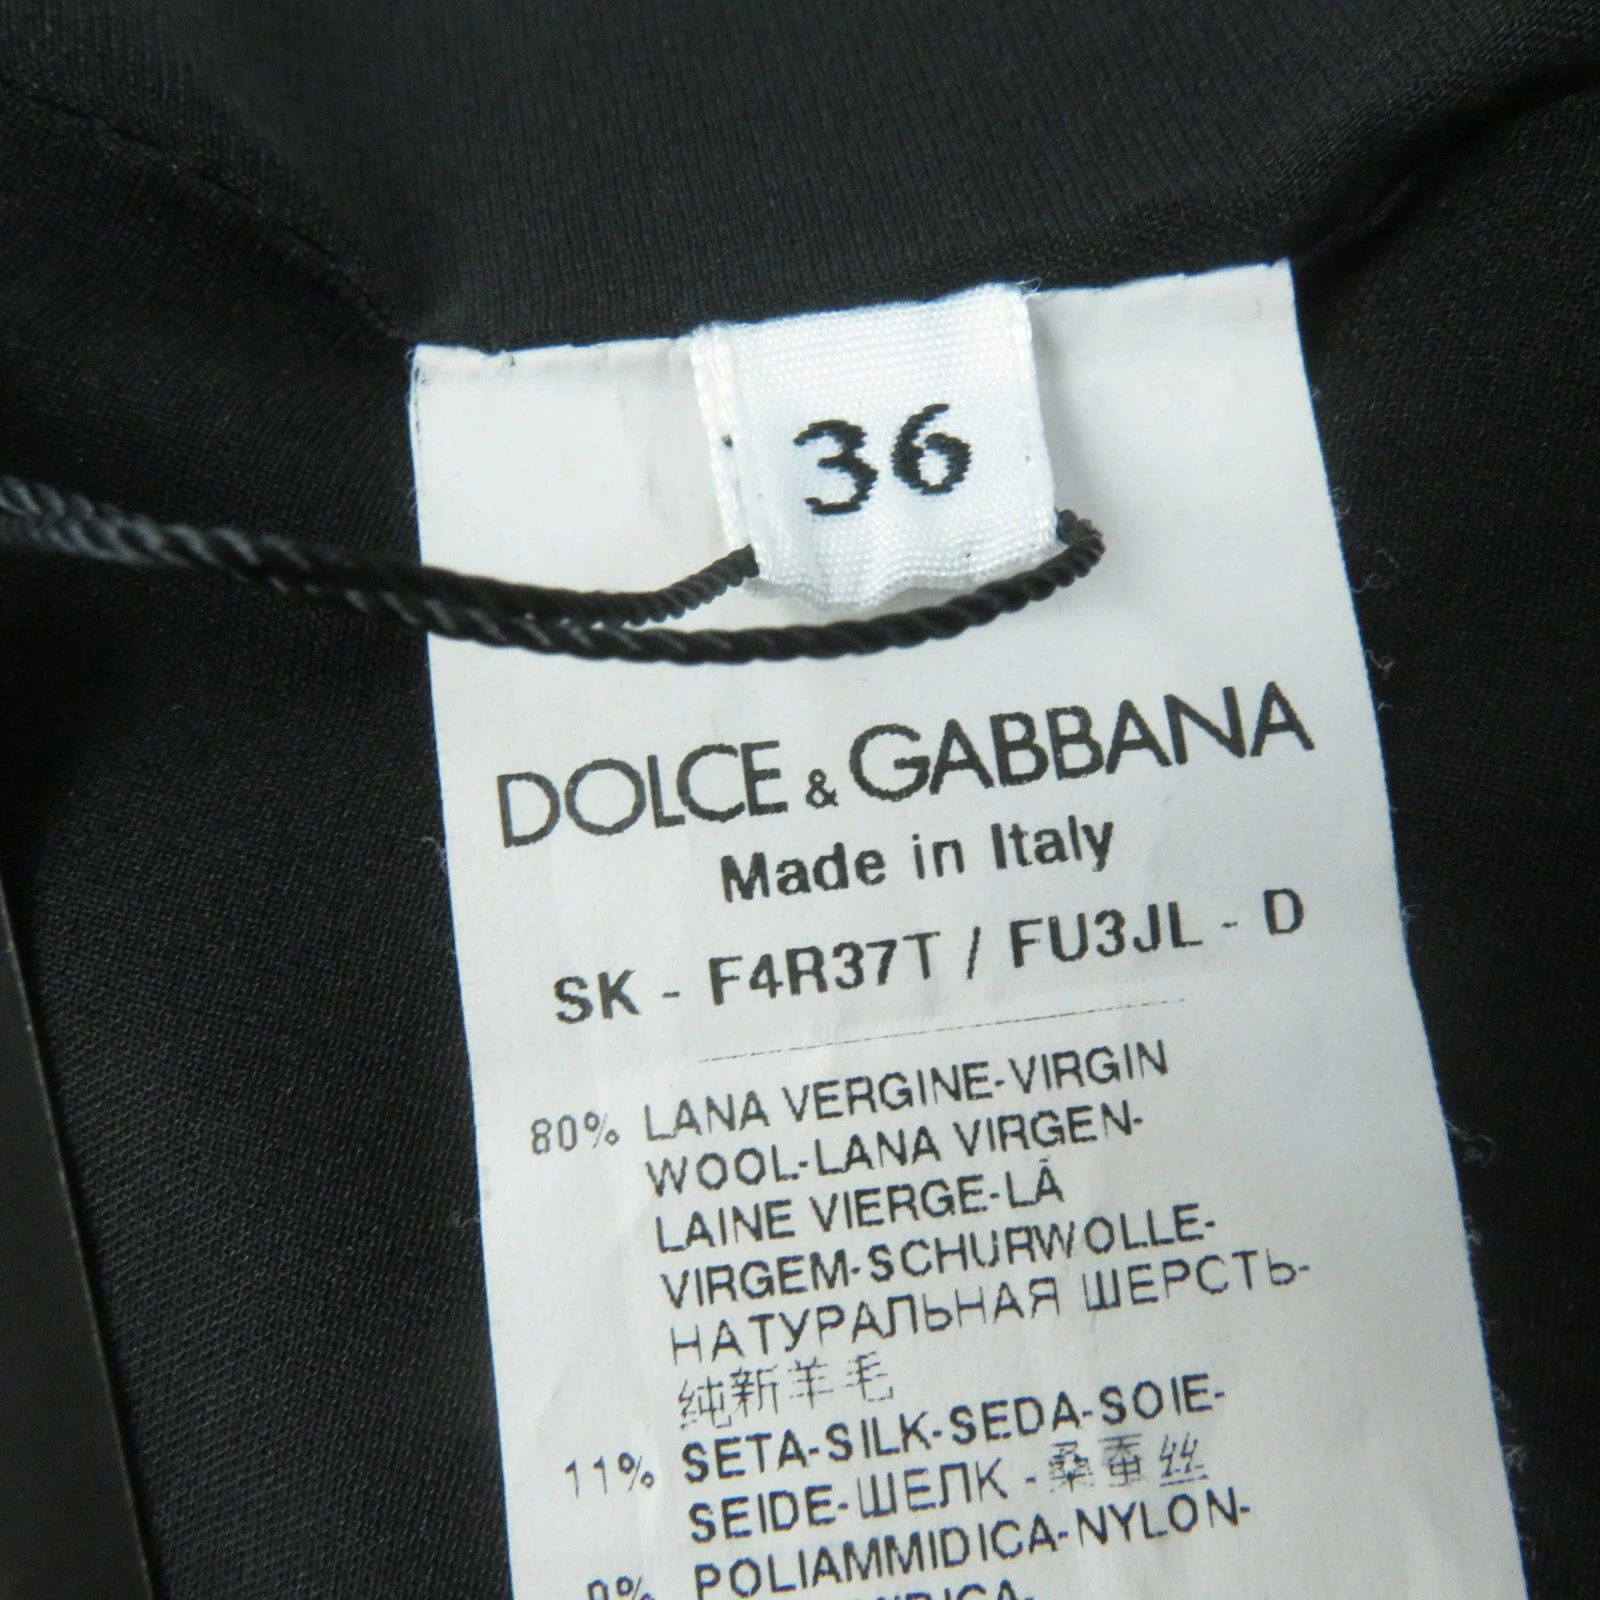 36
DOLCE & GABBANA
Made in Italy
SK - F4R37T / FU3JL - D
80% LANA VERGINE-VIRGIN
WOOL-LANA VIRGEN-
LAINE VIERGE-LÃ
VIRGEM-SCHURWOLLE-
НАТУРАЛЬНАЯ ШЕРСТЬ-
纯新羊毛
11% SETA-SILK-SEDA-SOIE-
SEIDE-ШЕЛК-桑蚕丝
POLIAMMIDICA-NYLON-